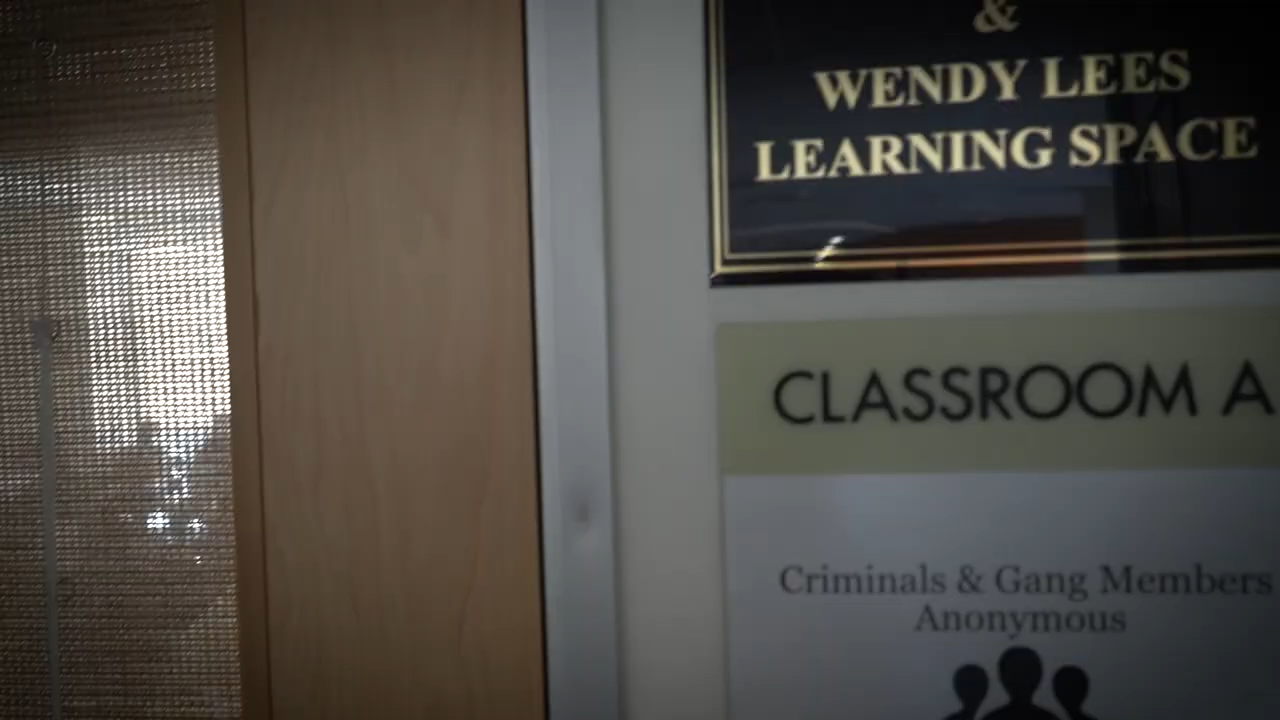 &
WENDY LEES
LEARNING SPACE
CLASSROOM A
Criminals & Gang Members
Anonymous